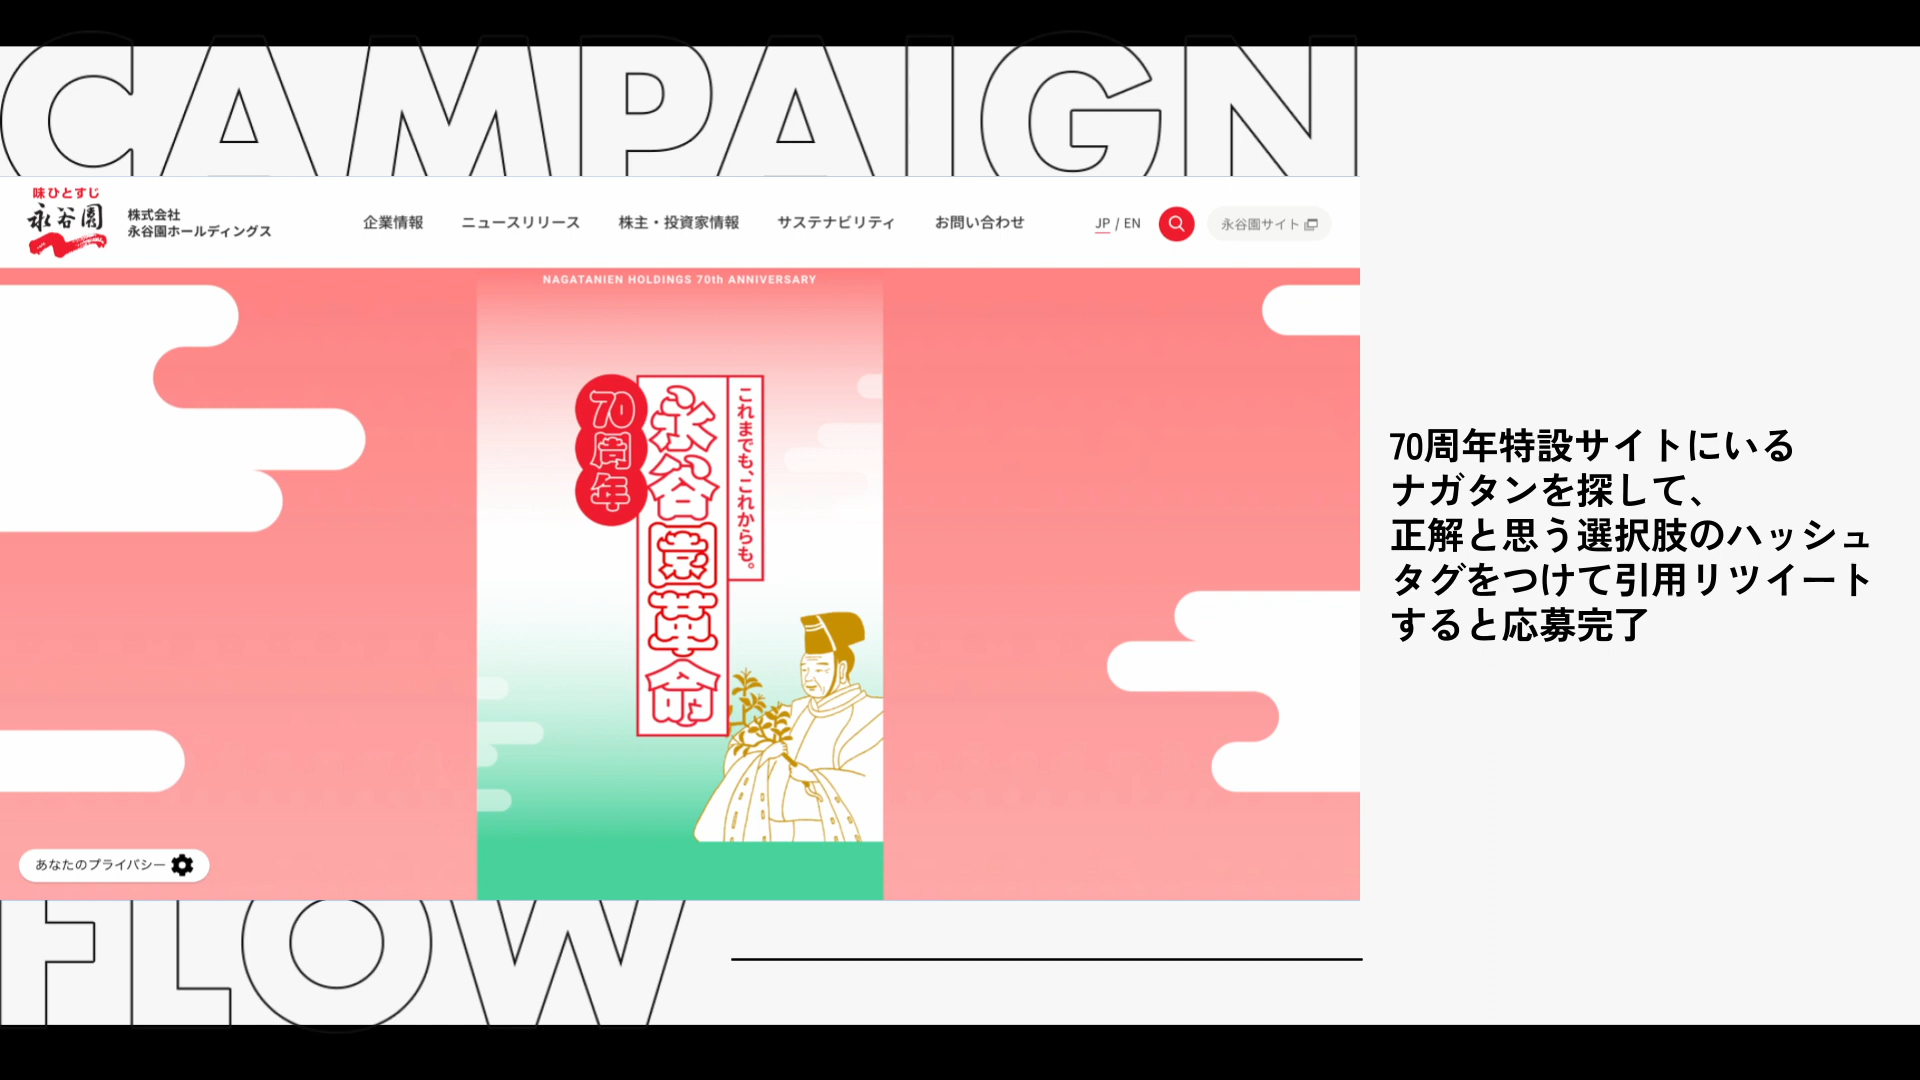 CAMPAIGN
味ひとすじ
永谷園
株式会社
永谷園ホールディングス
企業情報
ニュースリリース
株主・投資家情報
サステナビリティ
お問い合わせ
JP / EN
永谷園サイト
NAGATANIEN HOLDINGS 70th ANNIVERSARY
これまでも、これからも。
永谷園革命
70周年
70周年特設サイトにいる
ナガタンを探して、
正解と思う選択肢のハッシュ
タグをつけて引用リツイート
すると応募完了
あなたのプライバシー
FLOW